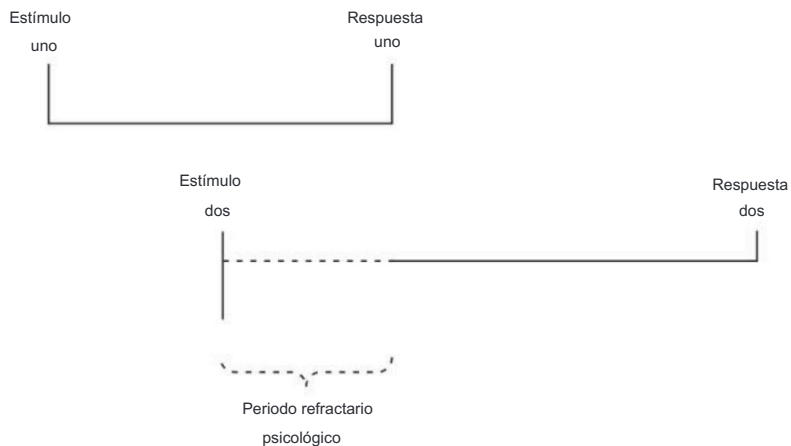 Estímulo
uno
Respuesta
uno
Estímulo
dos
Respuesta
dos
Periodo refractario
psicológico